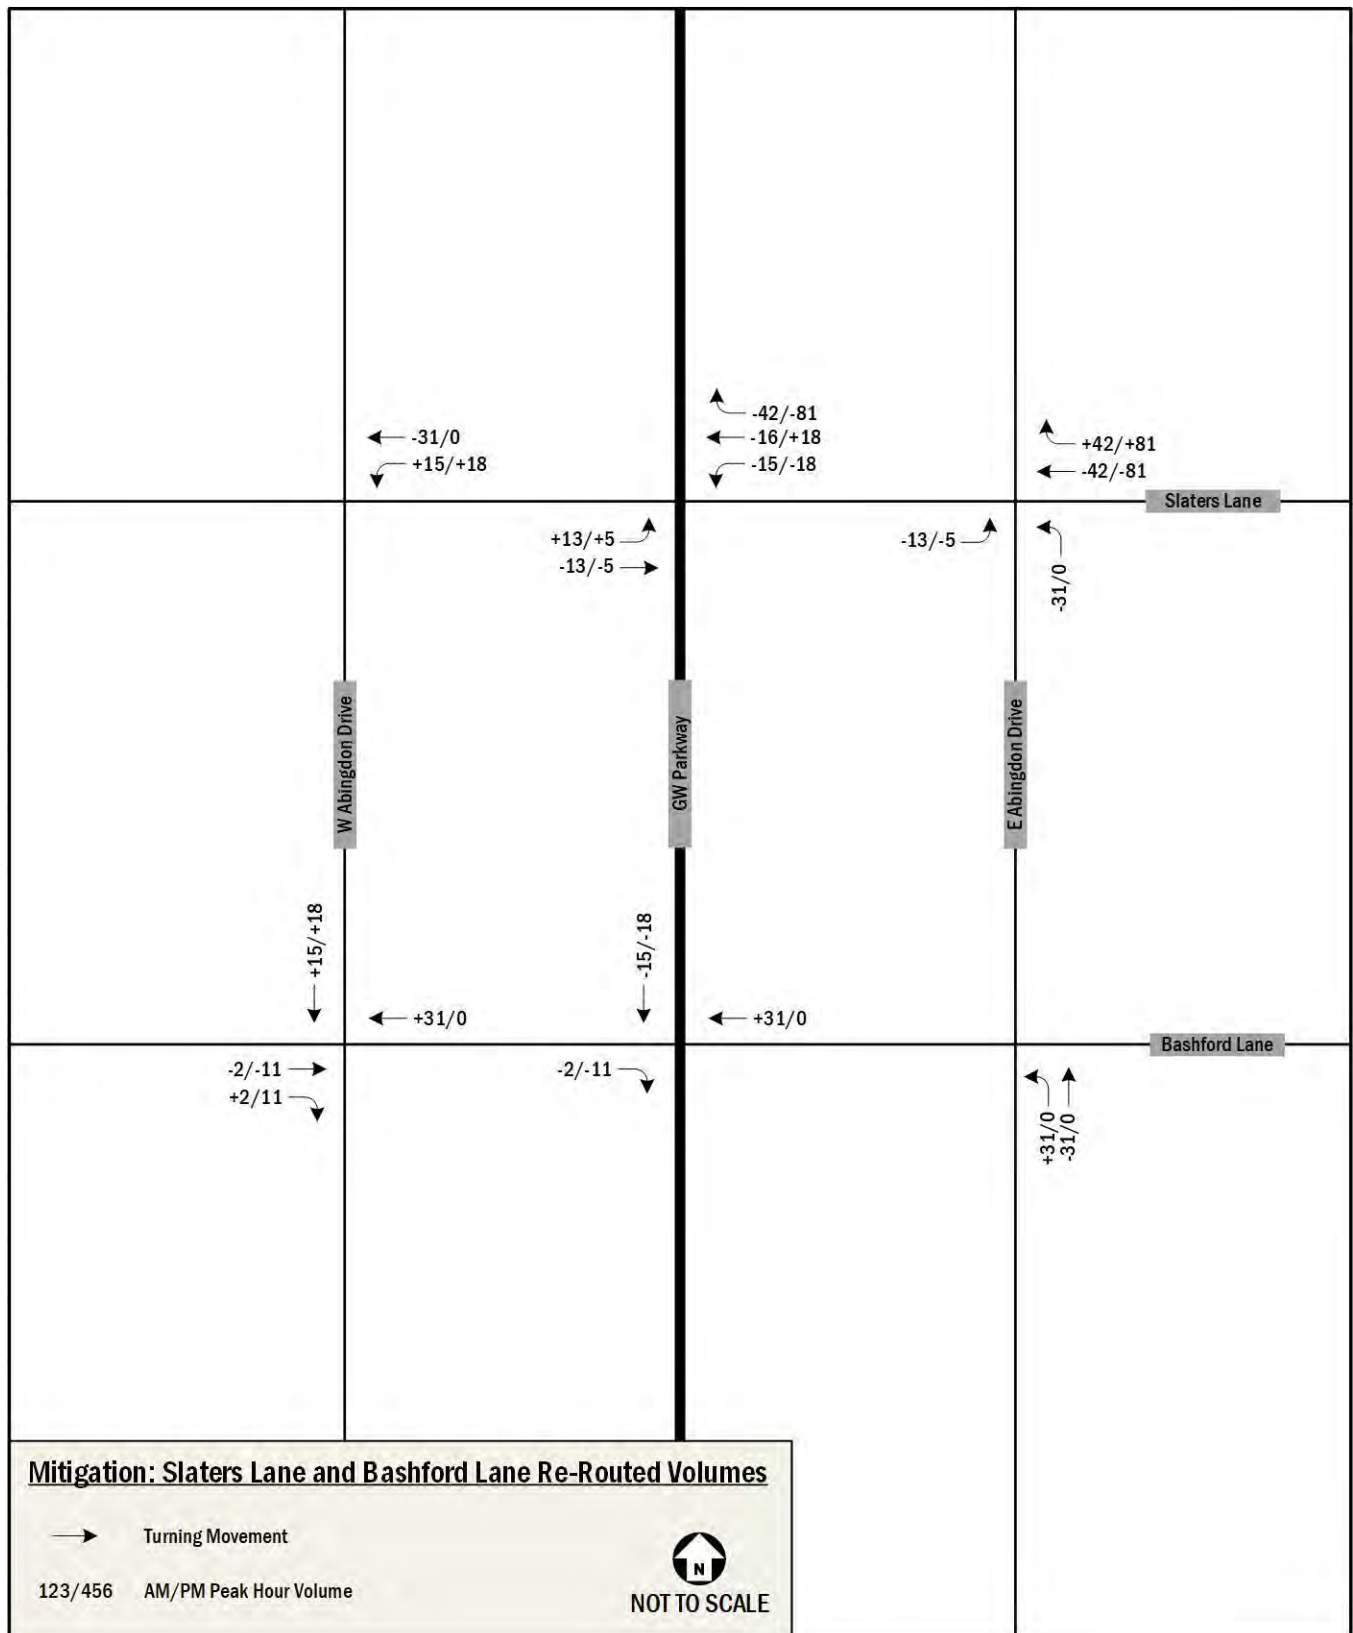 -42/-81
-31/0
-16/+18
+42/+81
+15/+18
-15/-18
-42/-81
Slaters Lane
+13/+5
-13/-5
-13/-5
-31/0
W Abingdon Drive
GW Parkway
E Abingdon Drive
+15/+18
-15/-18
+31/0
+31/0
Bashford Lane
-2/-11
-2/-11
+2/11
+31/0
-31/0
Mitigation: Slaters Lane and Bashford Lane Re-Routed Volumes
Turning Movement
N
123/456 AM/PM Peak Hour Volume
NOT TO SCALE